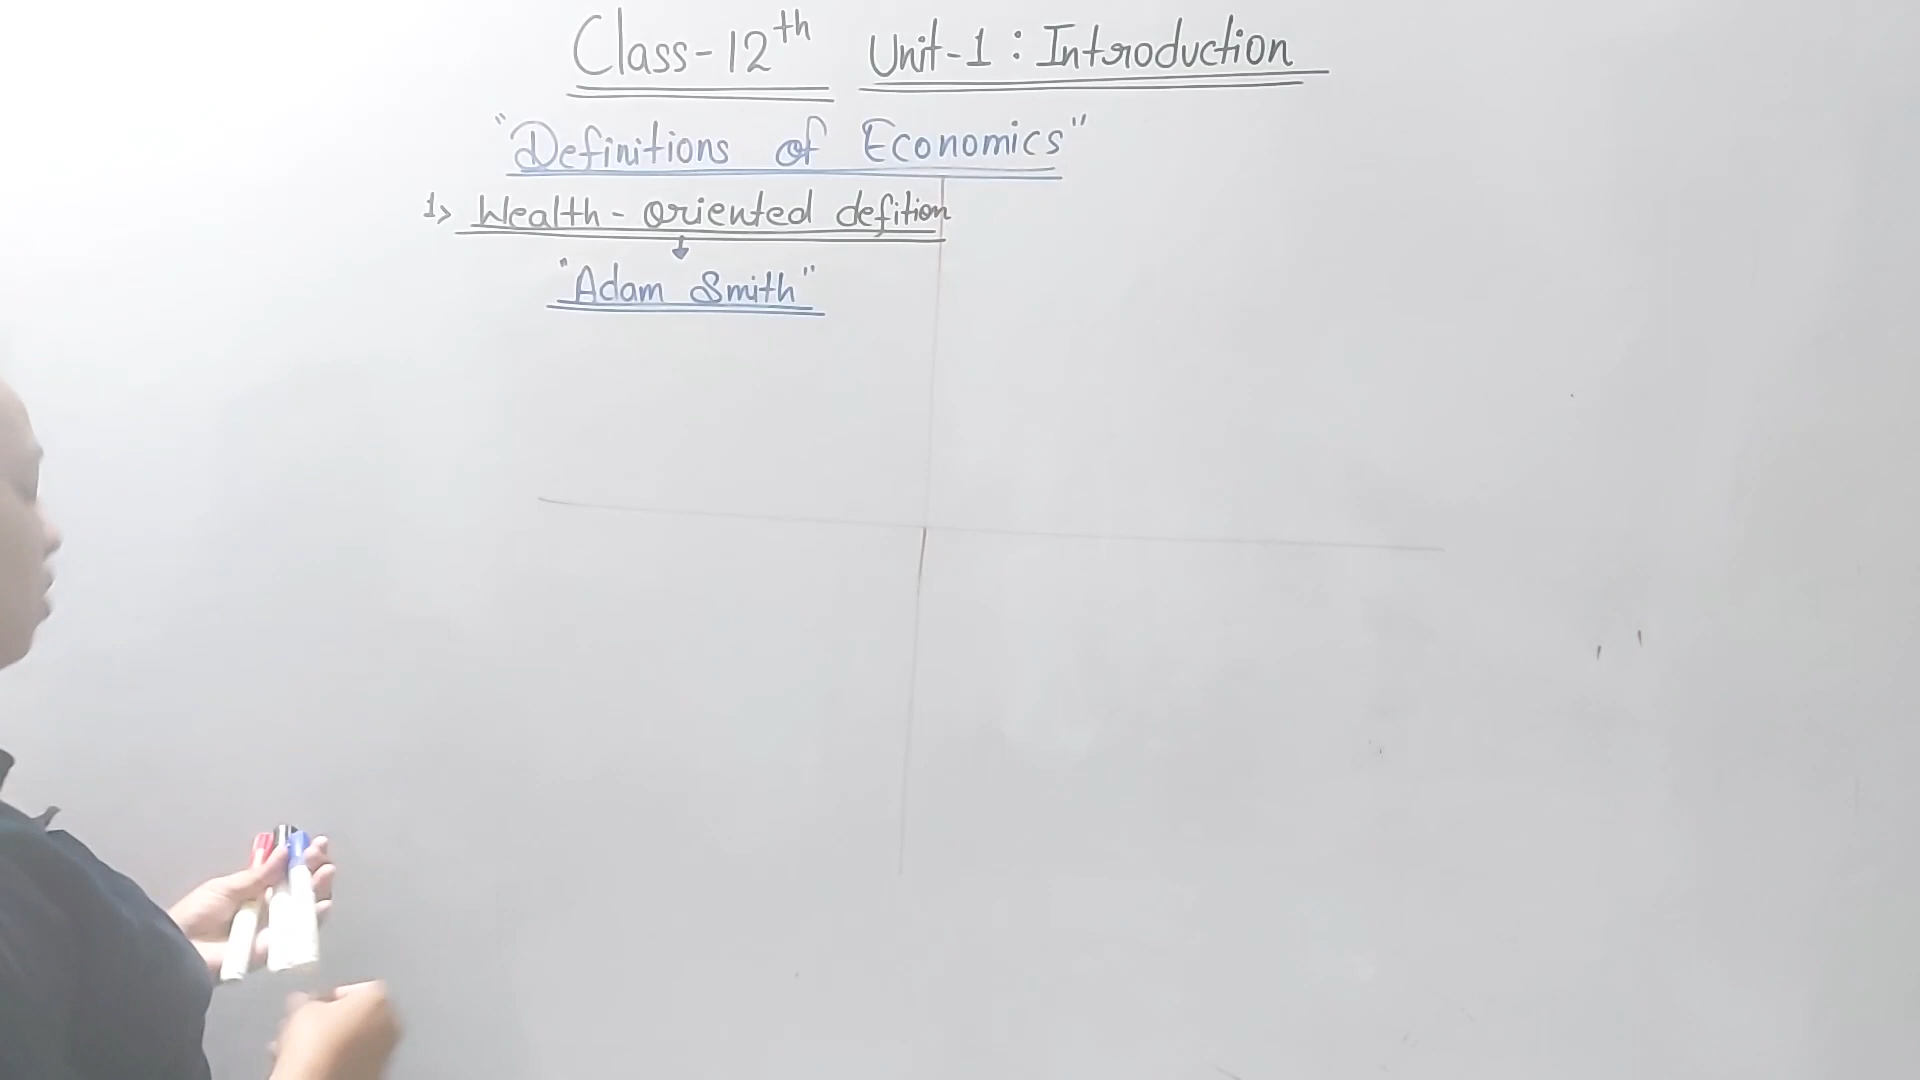 Class-12th Unit-1 : Introduction
"Definitions of Economics"
1> Wealth - oriented defition
"Adam Smith"